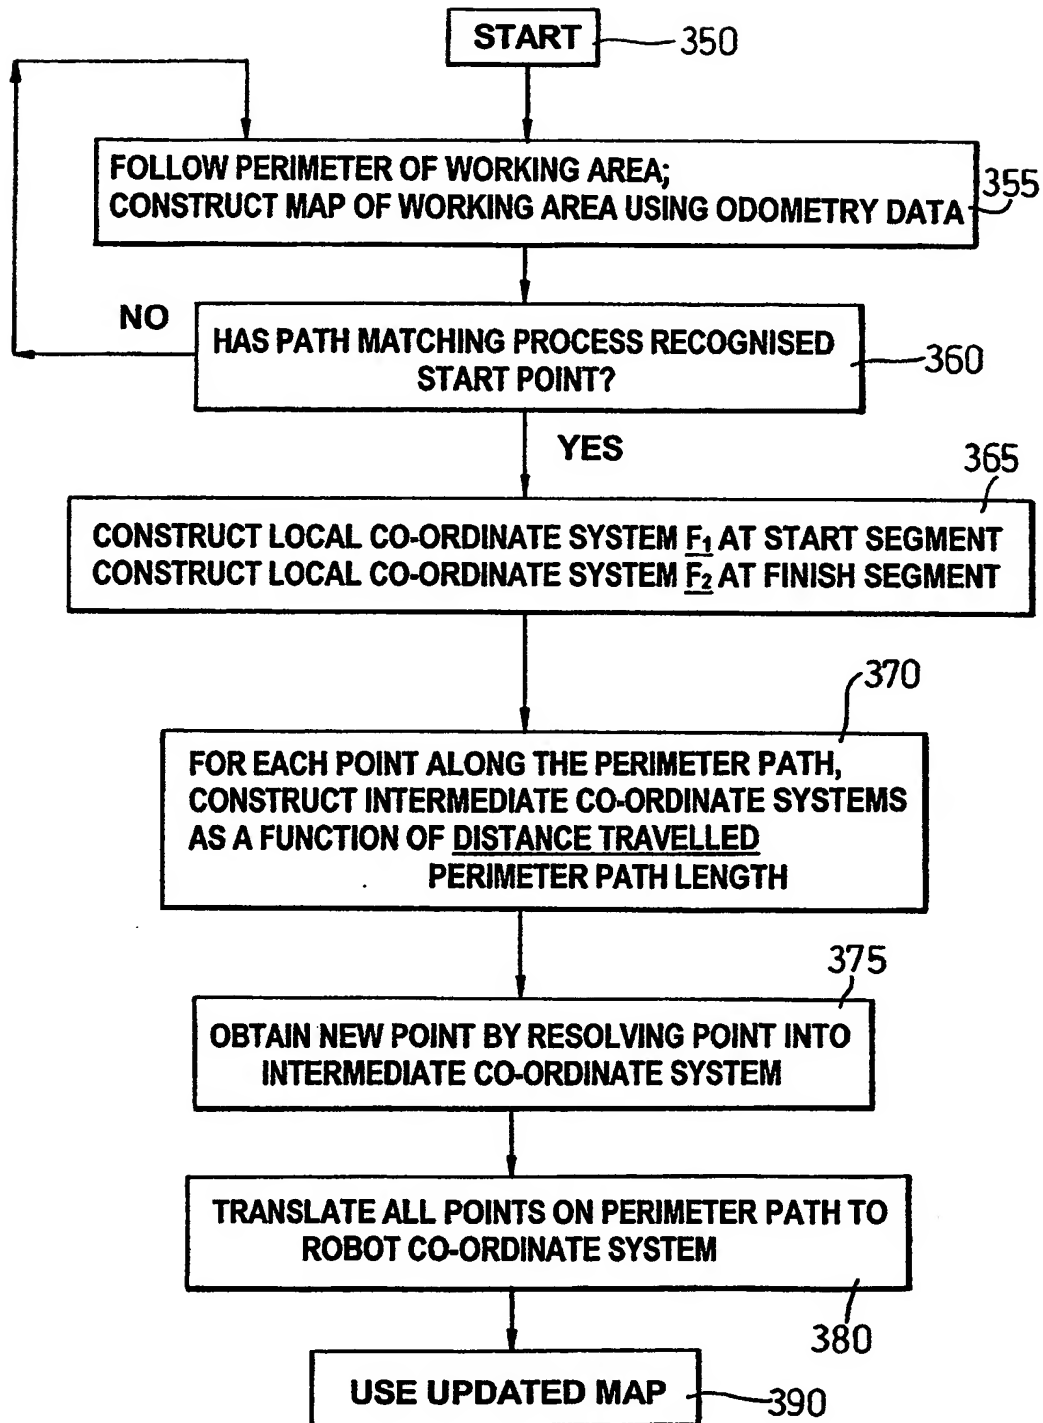 START
350
FOLLOW PERIMETER OF WORKING AREA;
CONSTRUCT MAP OF WORKING AREA USING ODOMETRY DATA
355
NO
HAS PATH MATCHING PROCESS RECOGNISED
START POINT?
360
YES
365
CONSTRUCT LOCAL CO-ORDINATE SYSTEM F1 AT START SEGMENT
CONSTRUCT LOCAL CO-ORDINATE SYSTEM F2 AT FINISH SEGMENT
370
FOR EACH POINT ALONG THE PERIMETER PATH,
CONSTRUCT INTERMEDIATE CO-ORDINATE SYSTEMS
AS A FUNCTION OF DISTANCE TRAVELLED
PERIMETER PATH LENGTH
375
OBTAIN NEW POINT BY RESOLVING POINT INTO
INTERMEDIATE CO-ORDINATE SYSTEM
TRANSLATE ALL POINTS ON PERIMETER PATH TO
ROBOT CO-ORDINATE SYSTEM
380
USE UPDATED MAP
390